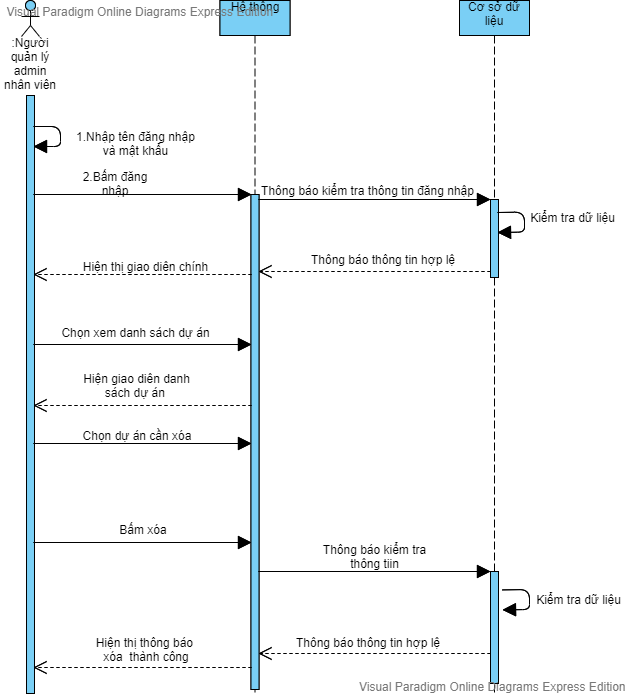 Visual Paradigm Online Diagrams Express Edition
Hệ thống
Cơ sở dữ
liệu
:Người
quản lý
admin
nhân viên
1.Nhập tên đăng nhập
và mật khẩu
2.Bấm đăng
nhập
Thông báo kiểm tra thông tin đăng nhập
Kiểm tra dữ liệu
Thông báo thông tin hợp lệ
Hiện thị giao diên chính
Chọn xem danh sách dự án
Hiện giao diên danh
sách dự án
Chọn dự án cần xóa
Bấm xóa
Thông báo kiểm tra
thông tiin
Kiểm tra dữ liệu
Thông báo thông tin hợp lệ
Hiện thị thông báo
xóa thành công
Visual Paradigm Online Diagrams Express Edition